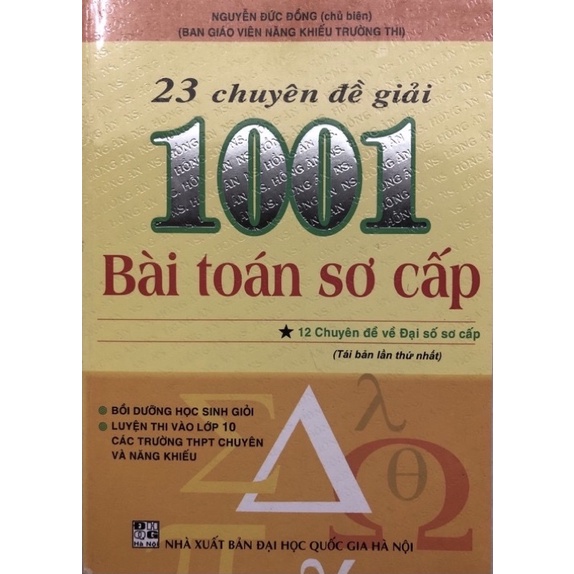 NGUYỄN ĐỨC ĐỒNG (chủ biên)
(BAN GIÁO VIÊN NĂNG KHIẾU TRƯỜNG THI)
23 chuyên đề giải
1001
Bài toán sơ cấp
★ 12 Chuyên đề về Đại số sơ cấp
(Tái bản lần thứ nhất)
BỒI DƯỠNG HỌC SINH GIỎI
LUYỆN THI VÀO LỚP 10
CÁC TRƯỜNG THPT CHUYÊN
VÀ NĂNG KHIẾU
Σ
Δ
λ
θ
Ω
Hà Nội
NHÀ XUẤT BẢN ĐẠI HỌC QUỐC GIA HÀ NỘI